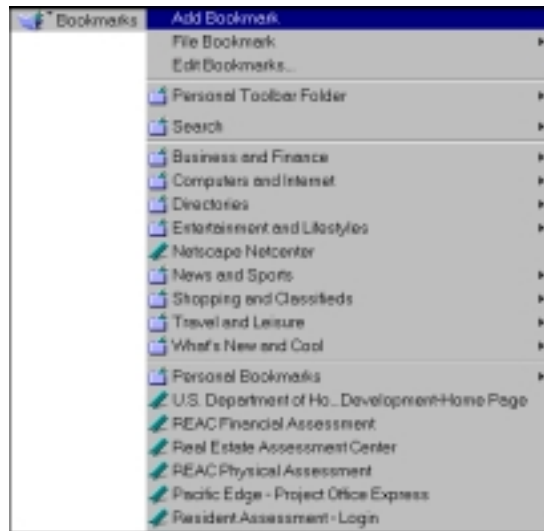 Bookmarks
Add Bookmark
File Bookmark
Edit Bookmarks...
Personal Toolbar Folder
Search
Business and Finance
Computers and Internet
Directories
Entertainment and Lifestyles
Netscape Netcenter
News and Sports
Shopping and Classifieds
Travel and Leisure
What's New and Cool
Personal Bookmarks
U.S. Department of Ho...Development-Home Page
REAC Financial Assessment
Real Estate Assessment Center
REAC Physical Assessment
Pacific Edge - Project Office Express
Resident Assessment - Login